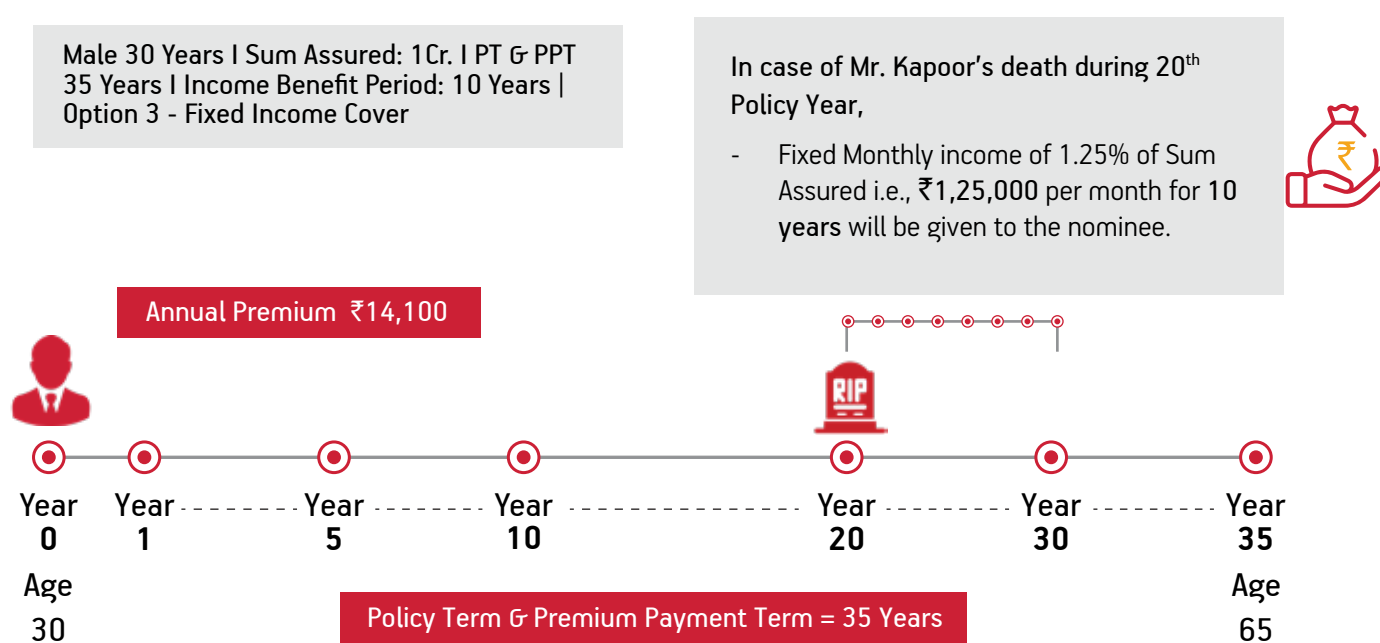 Male 30 Years I Sum Assured: 1Cr. I PT & PPT
35 Years I Income Benefit Period: 10 Years |
Option 3 - Fixed Income Cover
In case of Mr. Kapoor's death during 20th
Policy Year,
- Fixed Monthly income of 1.25% of Sum
Assured i.e., ₹1,25,000 per month for 10
years will be given to the nominee.
₹
Annual Premium ₹14,100
RIP
Year Year Year Year Year Year Year
0 1 5 10 20 30 35
Age Age
30 65
Policy Term & Premium Payment Term = 35 Years